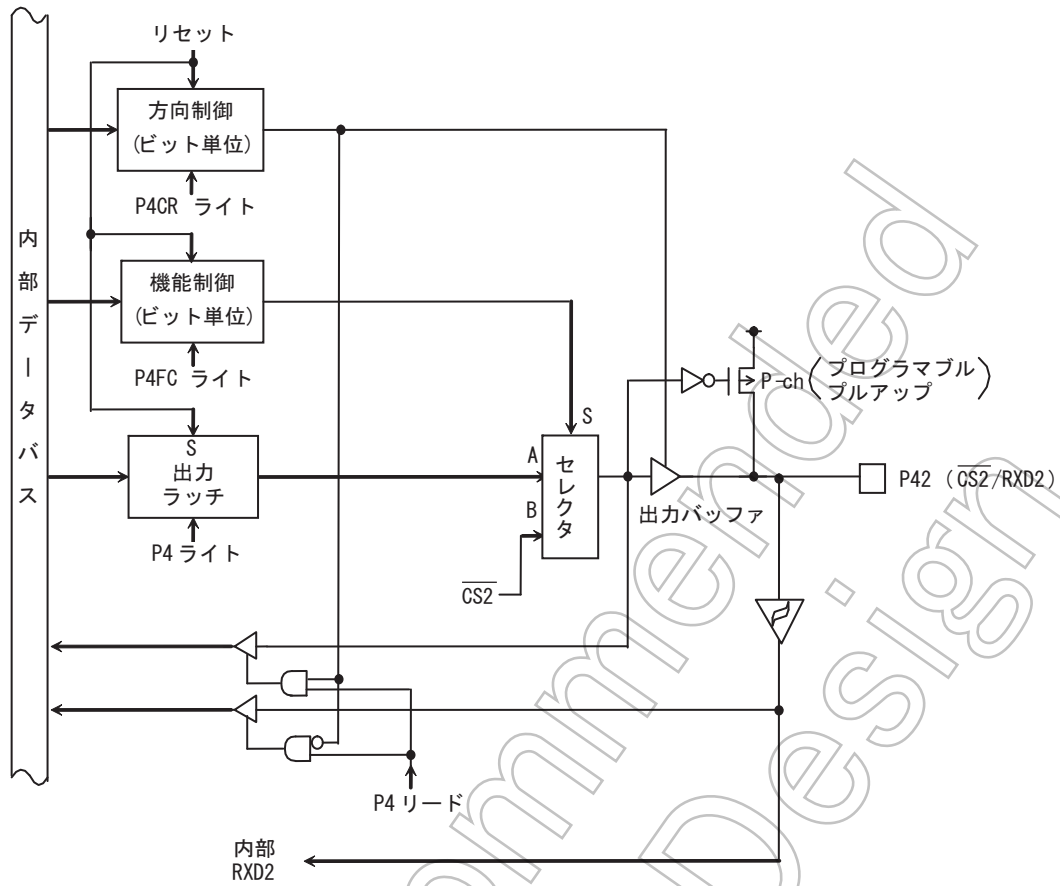 リセット
方向制御
(ビット単位)
P4CR ライト
内部データバス
機能制御
(ビット単位)
P4FC ライト
P-ch
プログラマブル
プルアップ
S
出力
ラッチ
P4 ライト
S
A
B
セレクタ
出力バッファ
P42 (CS2/RXD2)
CS2
P4 リード
内部
RXD2
ommended
Design